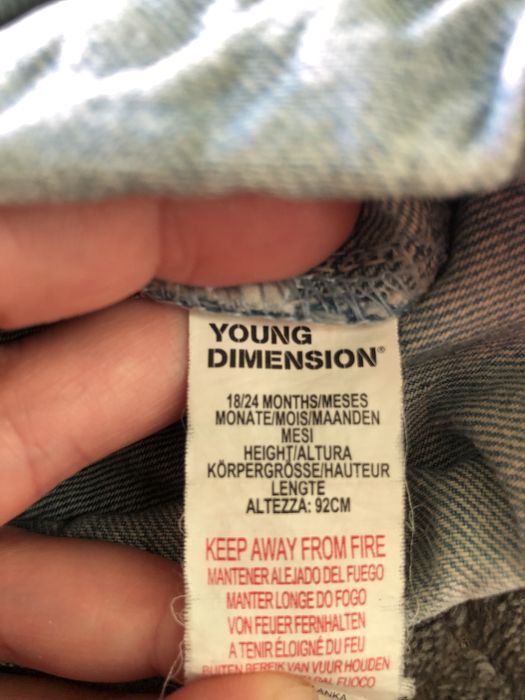 YOUNG
DIMENSION®
18/24 MONTHS/MESES
MONATE/MOIS/MAANDEN
MESI
HEIGHT/ALTURA
KÖRPERGRÖSSE/HAUTEUR
LENGTE
ALTEZZA: 92CM
KEEP AWAY FROM FIRE
MANTENER ALEJADO DEL FUEGO
MANTER LONGE DO FOGO
VON FEUER FERNHALTEN
A TENIR ÉLOIGNÉ DU FEU
BUITEN BEREIK VAN VUUR HOUDEN
DAL FUOCO